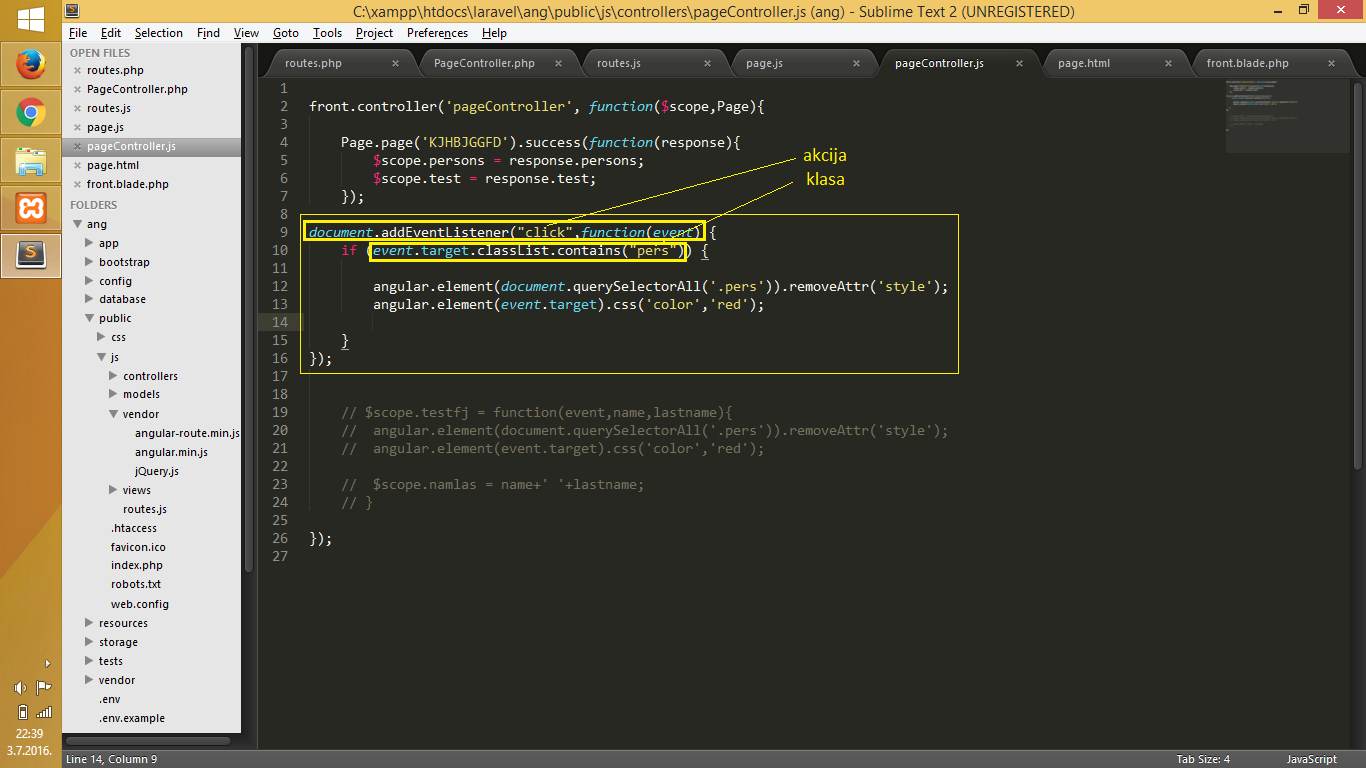 C:\xampp\htdocs\laravel\ang\public\js\controllers\pageController.js (ang) - Sublime Text 2 (UNREGISTERED)
File Edit Selection Find View Goto Tools Project Preferences Help
OPEN FILES
routes.php
PageController.php
routes.js
page.js
pageController.js
page.html
front.blade.php
FOLDERS
ang
app
bootstrap
config
database
public
css
js
controllers
models
vendor
angular-route.min.js
angular.min.js
jQuery.js
views
routes.js
.htaccess
favicon.ico
index.php
robots.txt
web.config
resources
storage
tests
vendor
.env
.env.example
routes.php PageController.php routes.js page.js pageController.js page.html front.blade.php
1
2 front.controller('pageController', function($scope,Page){
3
4 Page.page('KJHBJGGFD').success(function(response){
5 $scope.persons = response.persons;
6 $scope.test = response.test;
7 });
8
9 document.addEventListener("click",function(event) {
10 if (event.target.classList.contains("pers")) {
11
12 angular.element(document.querySelectorAll('.pers')).removeAttr('style');
13 angular.element(event.target).css('color','red');
14
15 }
16 });
17
18
19 // $scope.testfj = function(event,name,lastname){
20 // angular.element(document.querySelectorAll('.pers')).removeAttr('style');
21 // angular.element(event.target).css('color','red');
22
23 // $scope.namlas = name+' '+lastname;
24 // }
25
26 });
27
akcija
klasa
22:39
3.7.2016.
Line 14, Column 9
Tab Size: 4
JavaScript